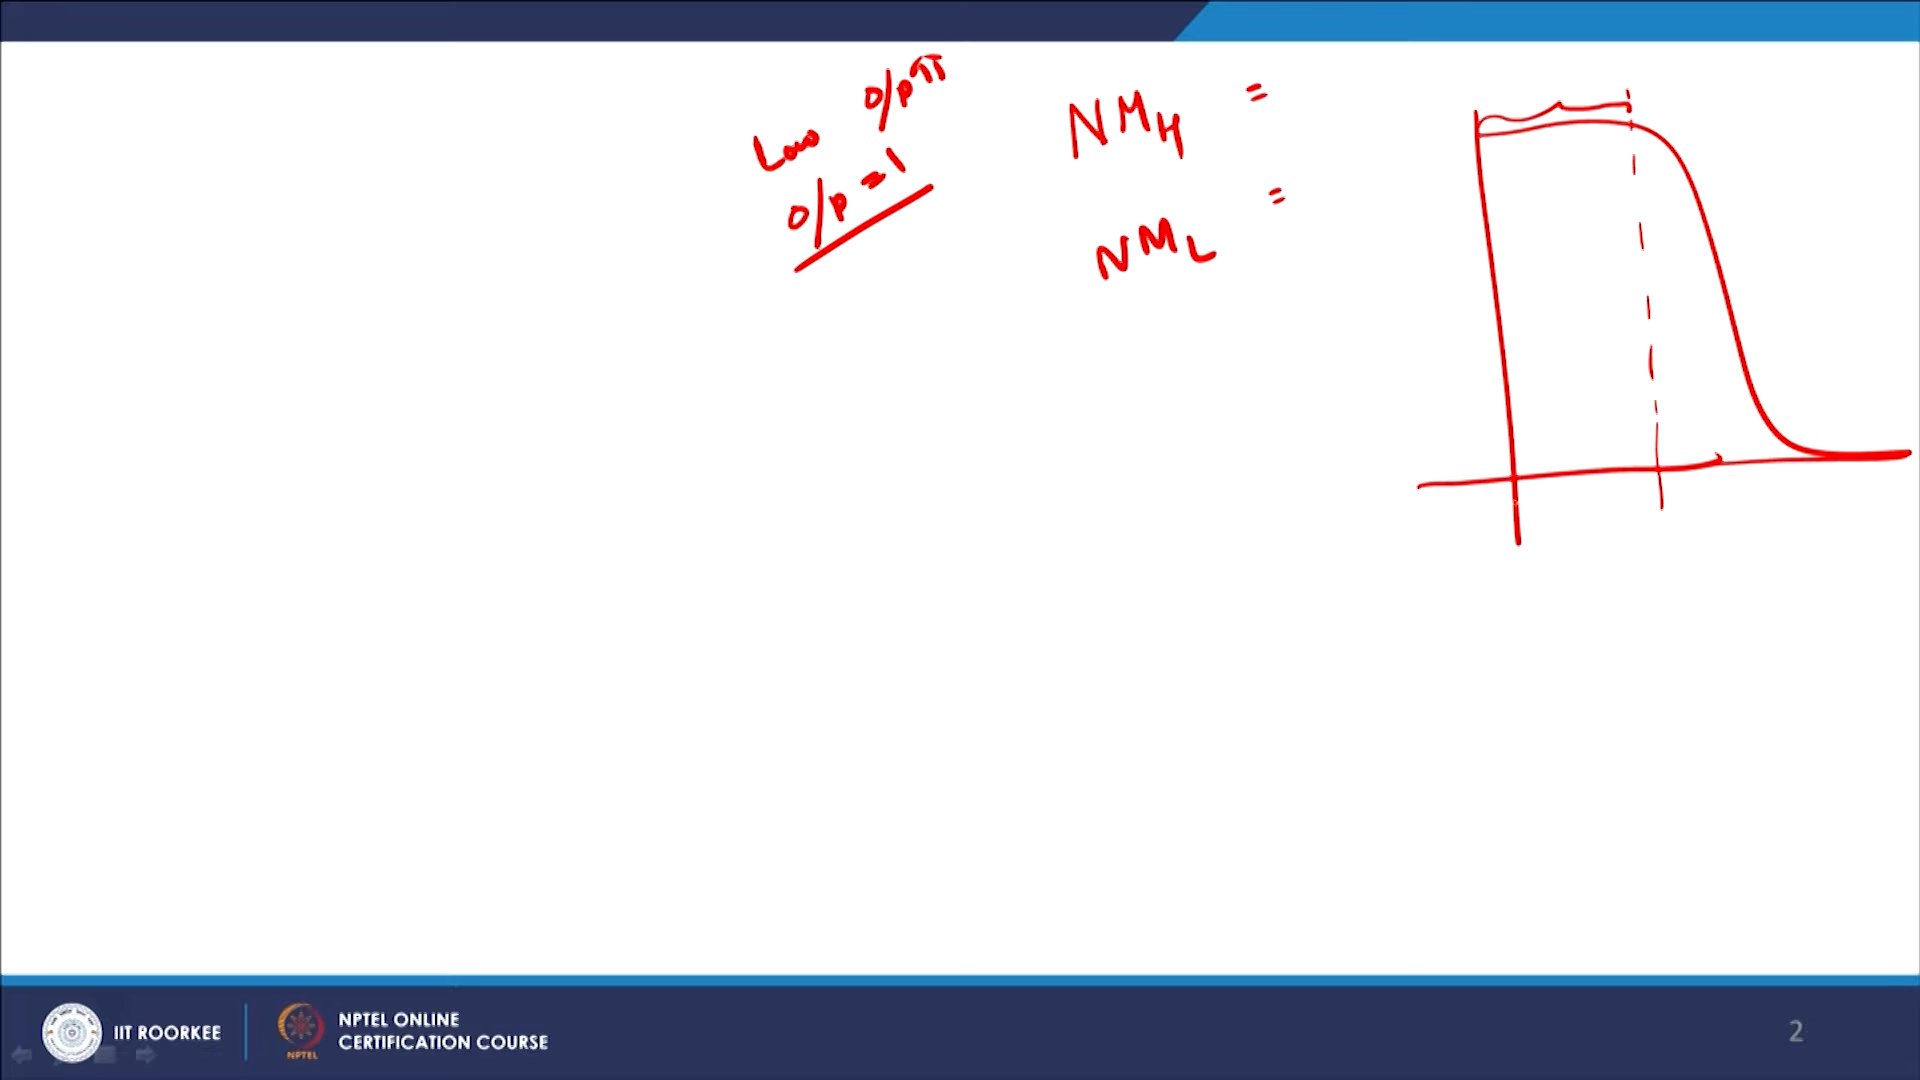 Low o/p
o/p = 1
NMH =
NML =
IIT ROORKEE
NPTEL
NPTEL ONLINE
CERTIFICATION COURSE
2